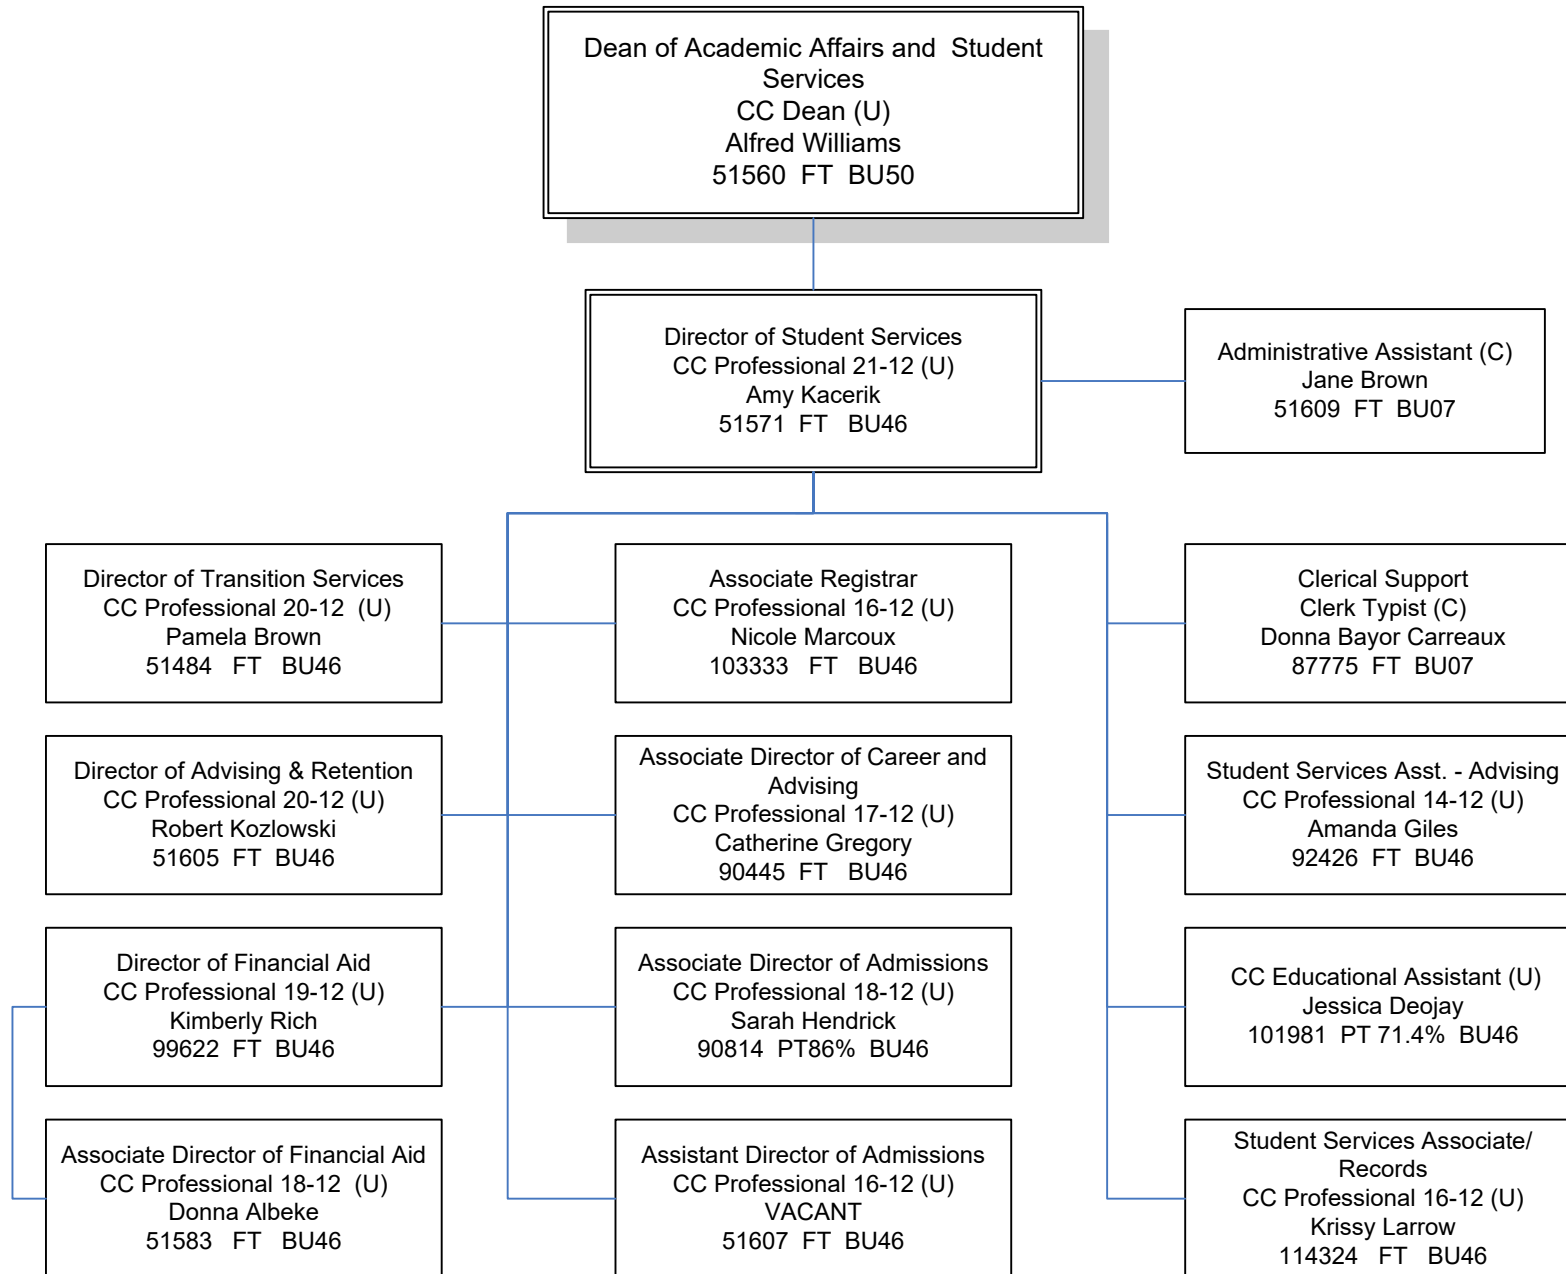 Dean of Academic Affairs and  Student
Services
CC Dean (U)
Alfred Williams
51560  FT  BU50
Director of Student Services
CC Professional 21-12 (U)
Amy Kacerik
51571  FT   BU46
Administrative Assistant (C)
Jane Brown
51609  FT  BU07
Director of Transition Services
CC Professional 20-12  (U)
Pamela Brown
51484   FT   BU46
Associate Registrar
CC Professional 16-12 (U)
Nicole Marcoux
103333   FT   BU46
Clerical Support
Clerk Typist (C)
Donna Bayor Carreaux
87775  FT  BU07
Director of Advising & Retention
CC Professional 20-12 (U)
Robert Kozlowski
51605  FT  BU46
Associate Director of Career and
Advising
CC Professional 17-12 (U)
Catherine Gregory
90445  FT   BU46
Student Services Asst. - Advising
CC Professional 14-12 (U)
Amanda Giles
92426  FT  BU46
Director of Financial Aid
CC Professional 19-12 (U)
Kimberly Rich
99622  FT  BU46
Associate Director of Admissions
CC Professional 18-12 (U)
Sarah Hendrick
90814  PT86%  BU46
CC Educational Assistant (U)
Jessica Deojay
101981  PT 71.4%  BU46
Associate Director of Financial Aid
CC Professional 18-12  (U)
Donna Albeke
51583   FT   BU46
Assistant Director of Admissions
CC Professional 16-12 (U)
VACANT
51607  FT  BU46
Student Services Associate/
Records
CC Professional 16-12 (U)
Krissy Larrow
114324   FT   BU46